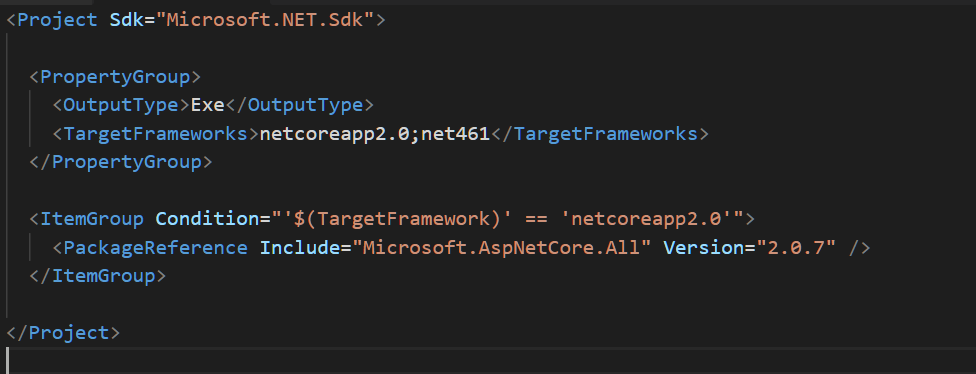 <Project Sdk="Microsoft.NET.Sdk">
<PropertyGroup>
<OutputType>Exe</OutputType>
<TargetFrameworks>netcoreapp2.0;net461</TargetFrameworks>
</PropertyGroup>
<ItemGroup Condition="'$(TargetFramework)' == 'netcoreapp2.0'">
<PackageReference Include="Microsoft.AspNetCore.All" Version="2.0.7" />
</ItemGroup>
</Project>